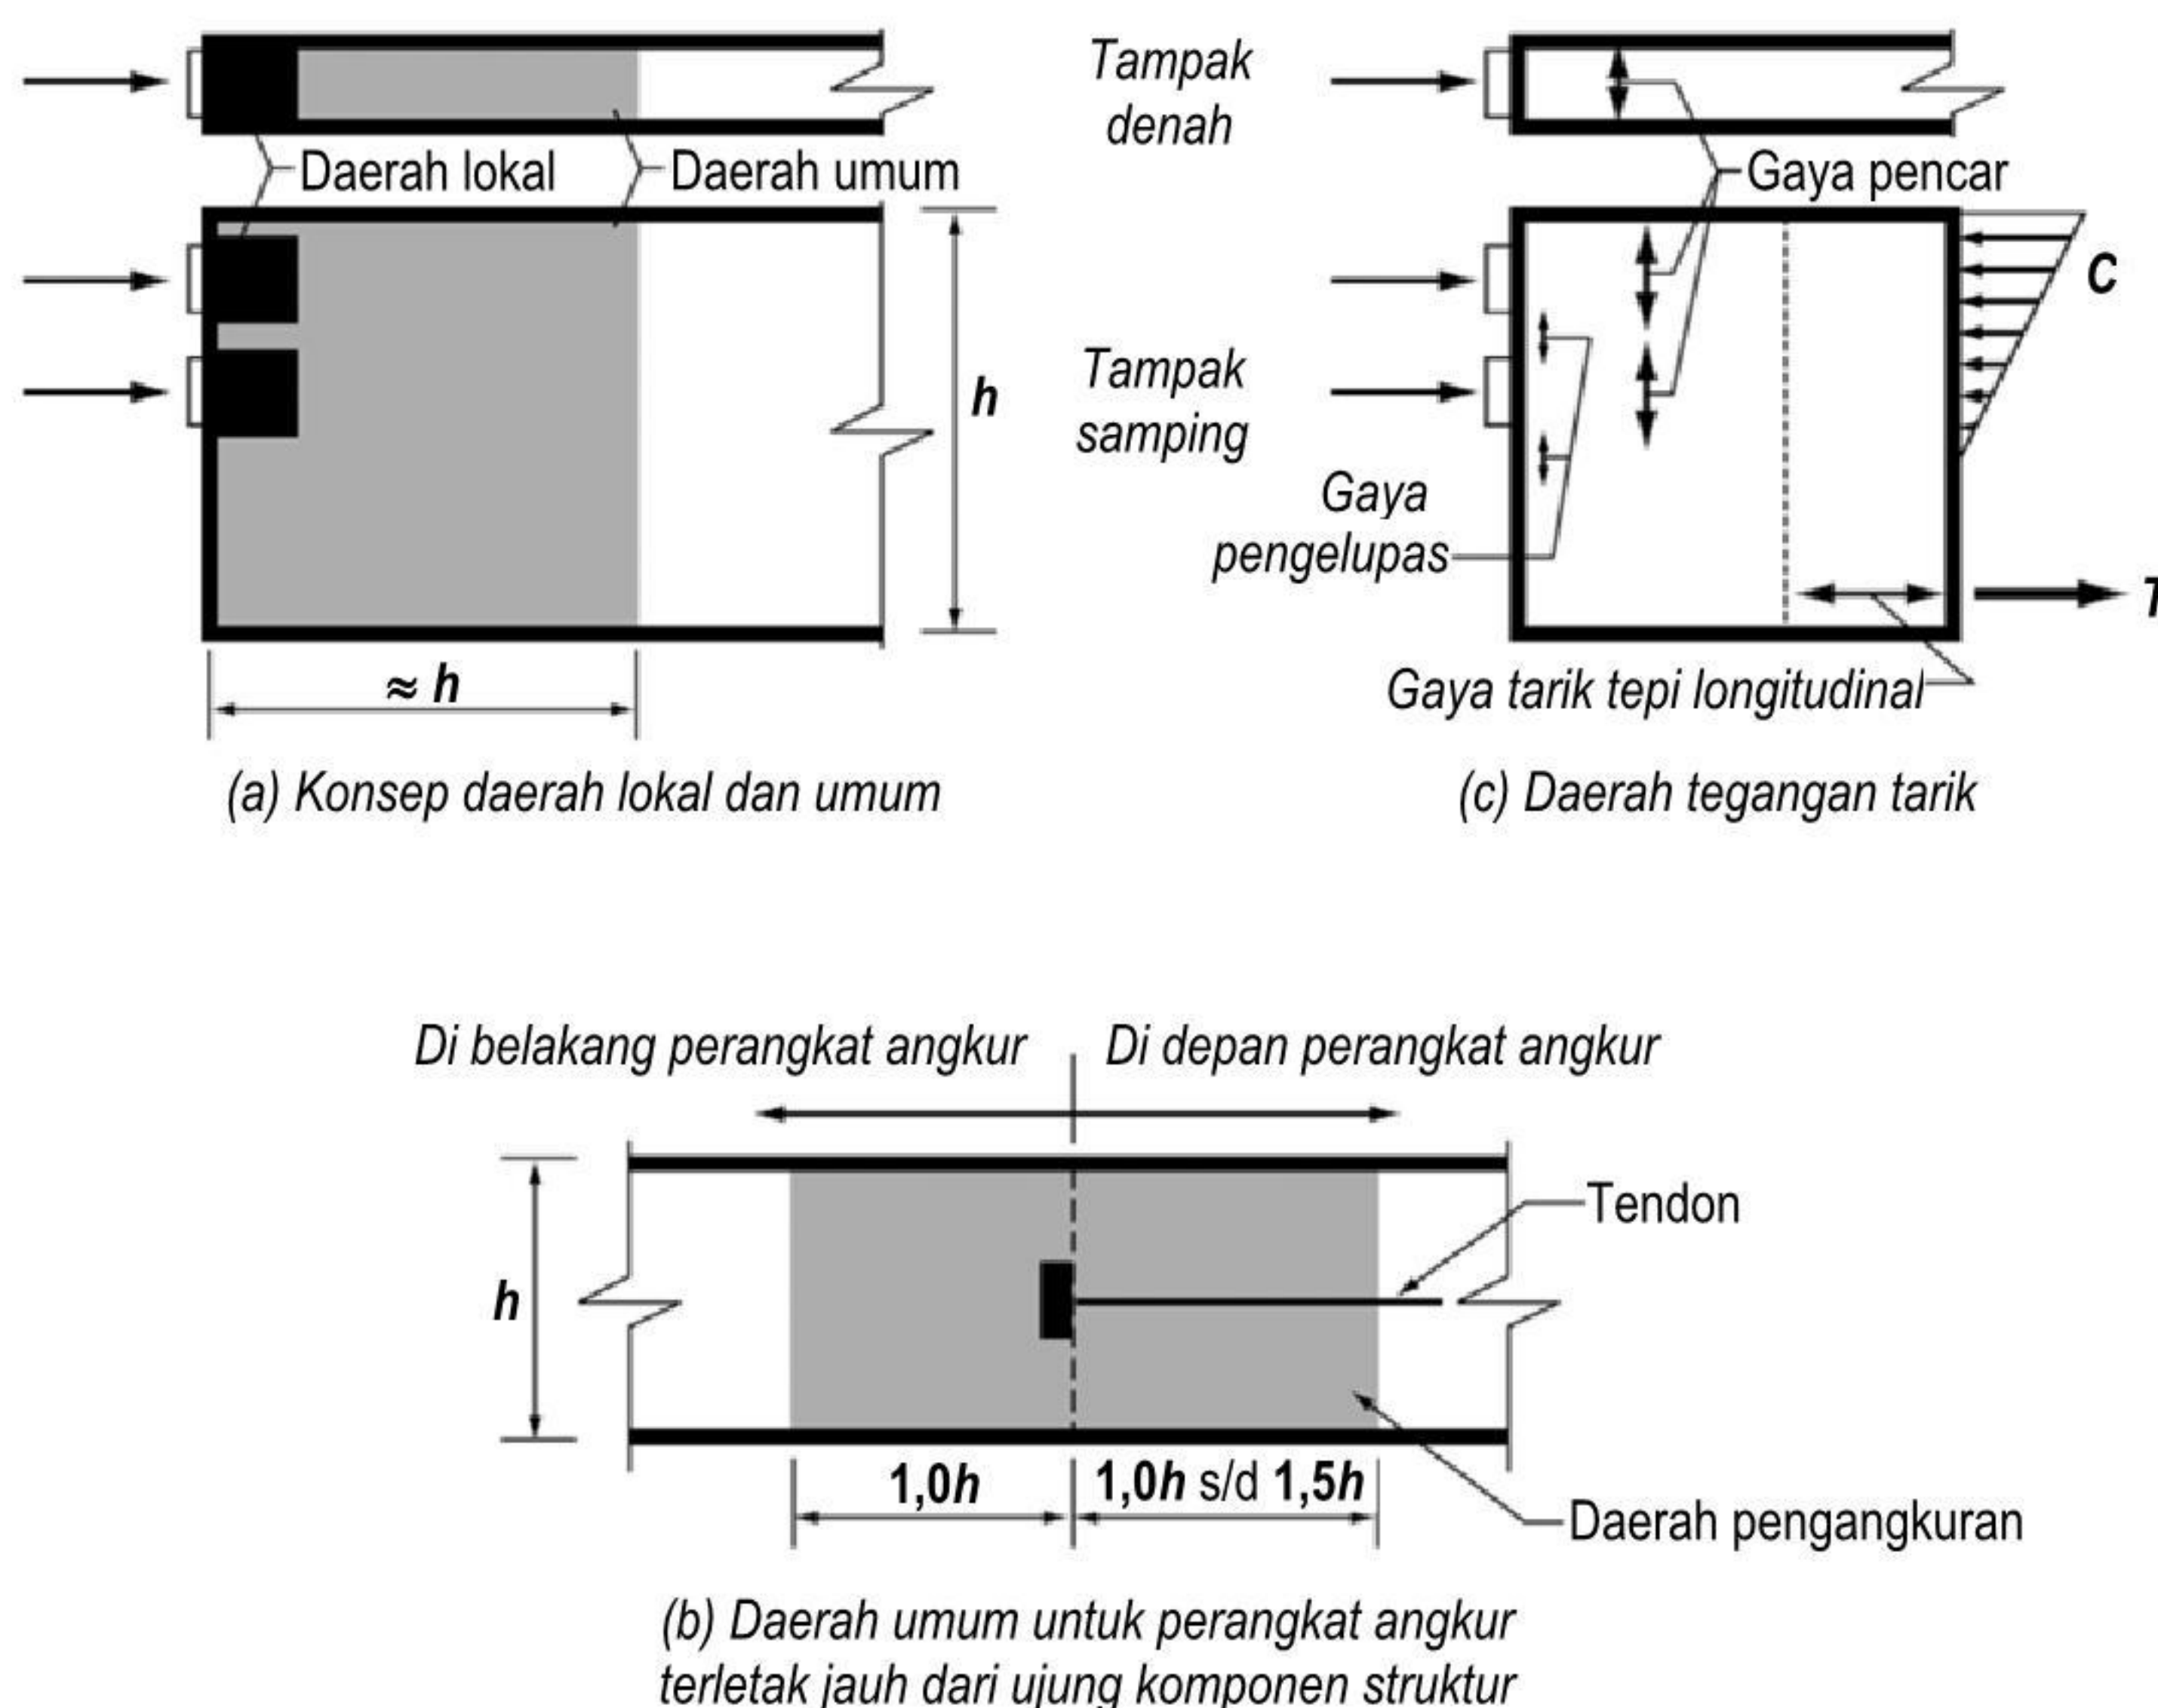 Tampak
denah
Daerah lokal
Daerah umum
Gaya pencar
h
Tampak
samping
C
Gaya
pengelupas
T
≈ h
Gaya tarik tepi longitudinal
(a) Konsep daerah lokal dan umum
(c) Daerah tegangan tarik
Di belakang perangkat angkur
Di depan perangkat angkur
Tendon
h
1,0h
1,0h s/d 1,5h
Daerah pengangkuran
(b) Daerah umum untuk perangkat angkur
terletak jauh dari ujung komponen struktur